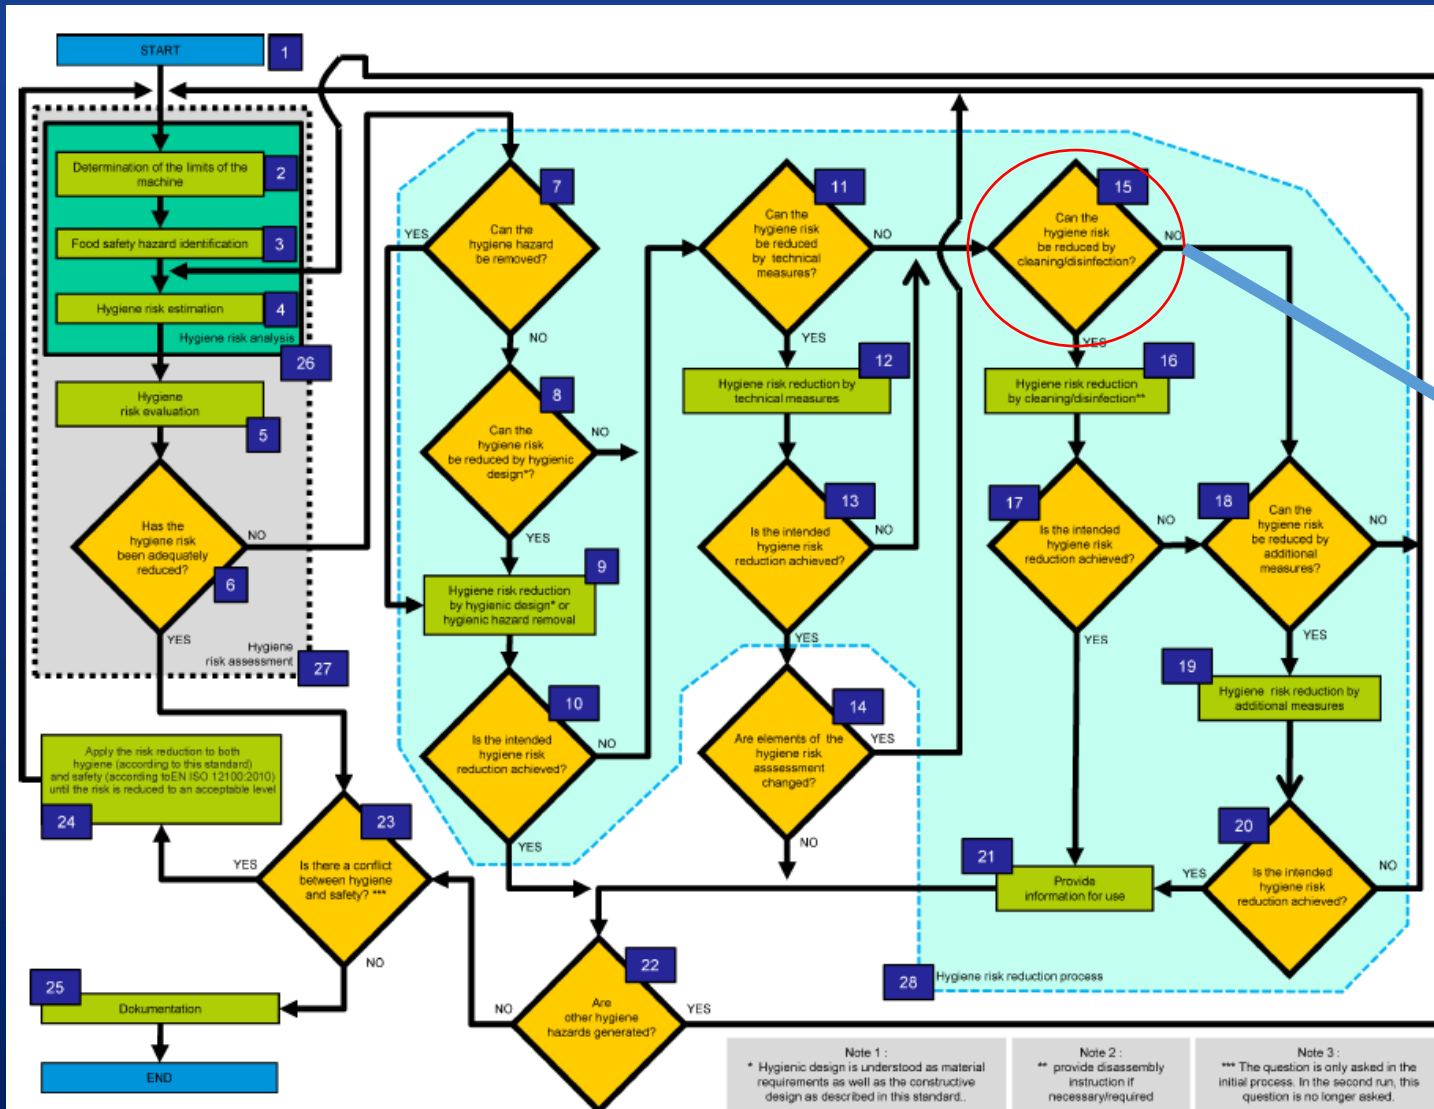 START
1
Determination of the limits of the
machine
2
Food safety hazard identification
3
Hygiene risk estimation
4
Hygiene risk analysis
26
Hygiene
risk evaluation
5
Has the
hygiene risk
been adequately
reduced?
6
NO
YES
Hygiene
risk assessment
27
7
Can the
hygiene hazard
be removed?
YES
NO
8
Can the
hygiene risk
be reduced by hygienic
design*?
NO
YES
9
Hygiene risk reduction
by hygienic design* or
hygienic hazard removal
10
Is the intended
hygiene risk
reduction achieved?
NO
YES
11
Can the
hygiene risk
be reduced
by technical
measures?
NO
YES
12
Hygiene risk reduction by
technical measures
13
Is the intended
hygiene risk
reduction achieved?
NO
YES
14
Are elements of the
hygiene risk
asssessment
changed?
YES
NO
15
Can the
hygiene risk
be reduced by
cleaning/disinfection?
NO
YES
16
Hygiene risk reduction
by cleaning/disinfection**
17
Is the intended
hygiene risk
reduction achieved?
NO
YES
18
Can the
hygiene risk
be reduced by
additional
measures?
NO
YES
19
Hygiene risk reduction by
additional measures
20
Is the intended
hygiene risk
reduction achieved?
NO
YES
21
Provide
information for use
28
Hygiene risk reduction process
22
Are
other hygiene
hazards generated?
NO
YES
23
Is there a conflict
between hygiene
and safety? ***
YES
NO
Apply the risk reduction to both
hygiene (according to this standard)
and safety (according toEN ISO 12100:2010)
until the risk is reduced to an acceptable level
24
25
Dokumentation
END
Note 1 :
* Hygienic design is understood as material
requirements as well as the constructive
design as described in this standard..
Note 2 :
** provide disassembly
instruction if
necessary/required
Note 3 :
*** The question is only asked in the
initial process. In the second run, this
question is no longer asked.